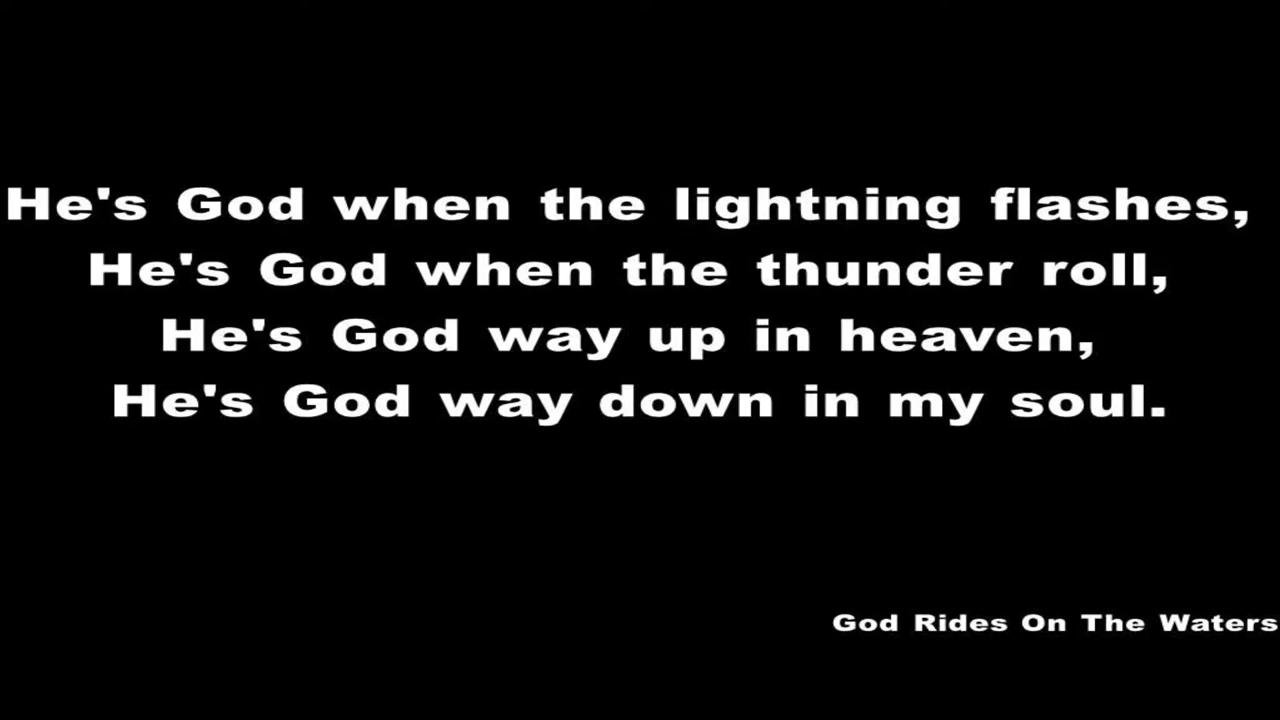 He's God when the lightning flashes,
He's God when the thunder roll,
He's God way up in heaven,
He's God way down in my soul.
God Rides On The Waters